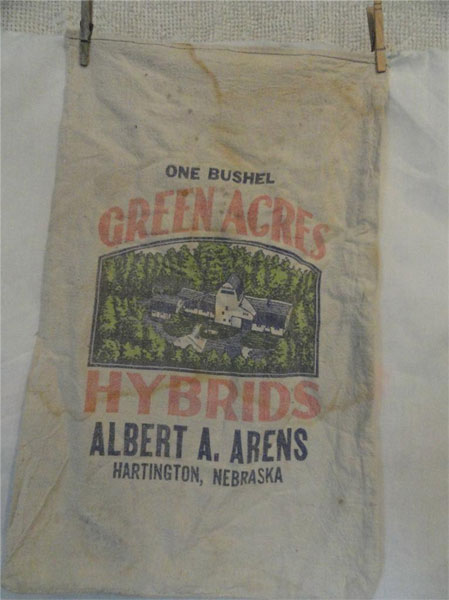 ONE BUSHEL
GREEN ACRES
HYBRIDS
ALBERT A. ARENS
HARTINGTON, NEBRASKA